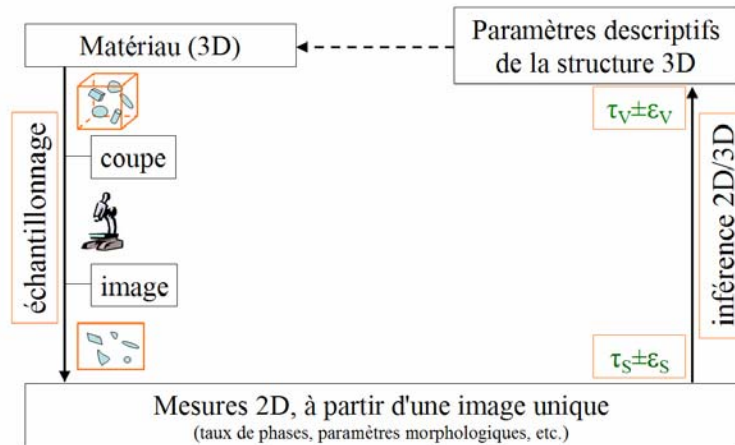 Matériau (3D)
Paramètres descriptifs
de la structure 3D
échantillonnage
coupe
image
τV±εV
inférence 2D/3D
τS±εS
Mesures 2D, à partir d'une image unique
(taux de phases, paramètres morphologiques, etc.)